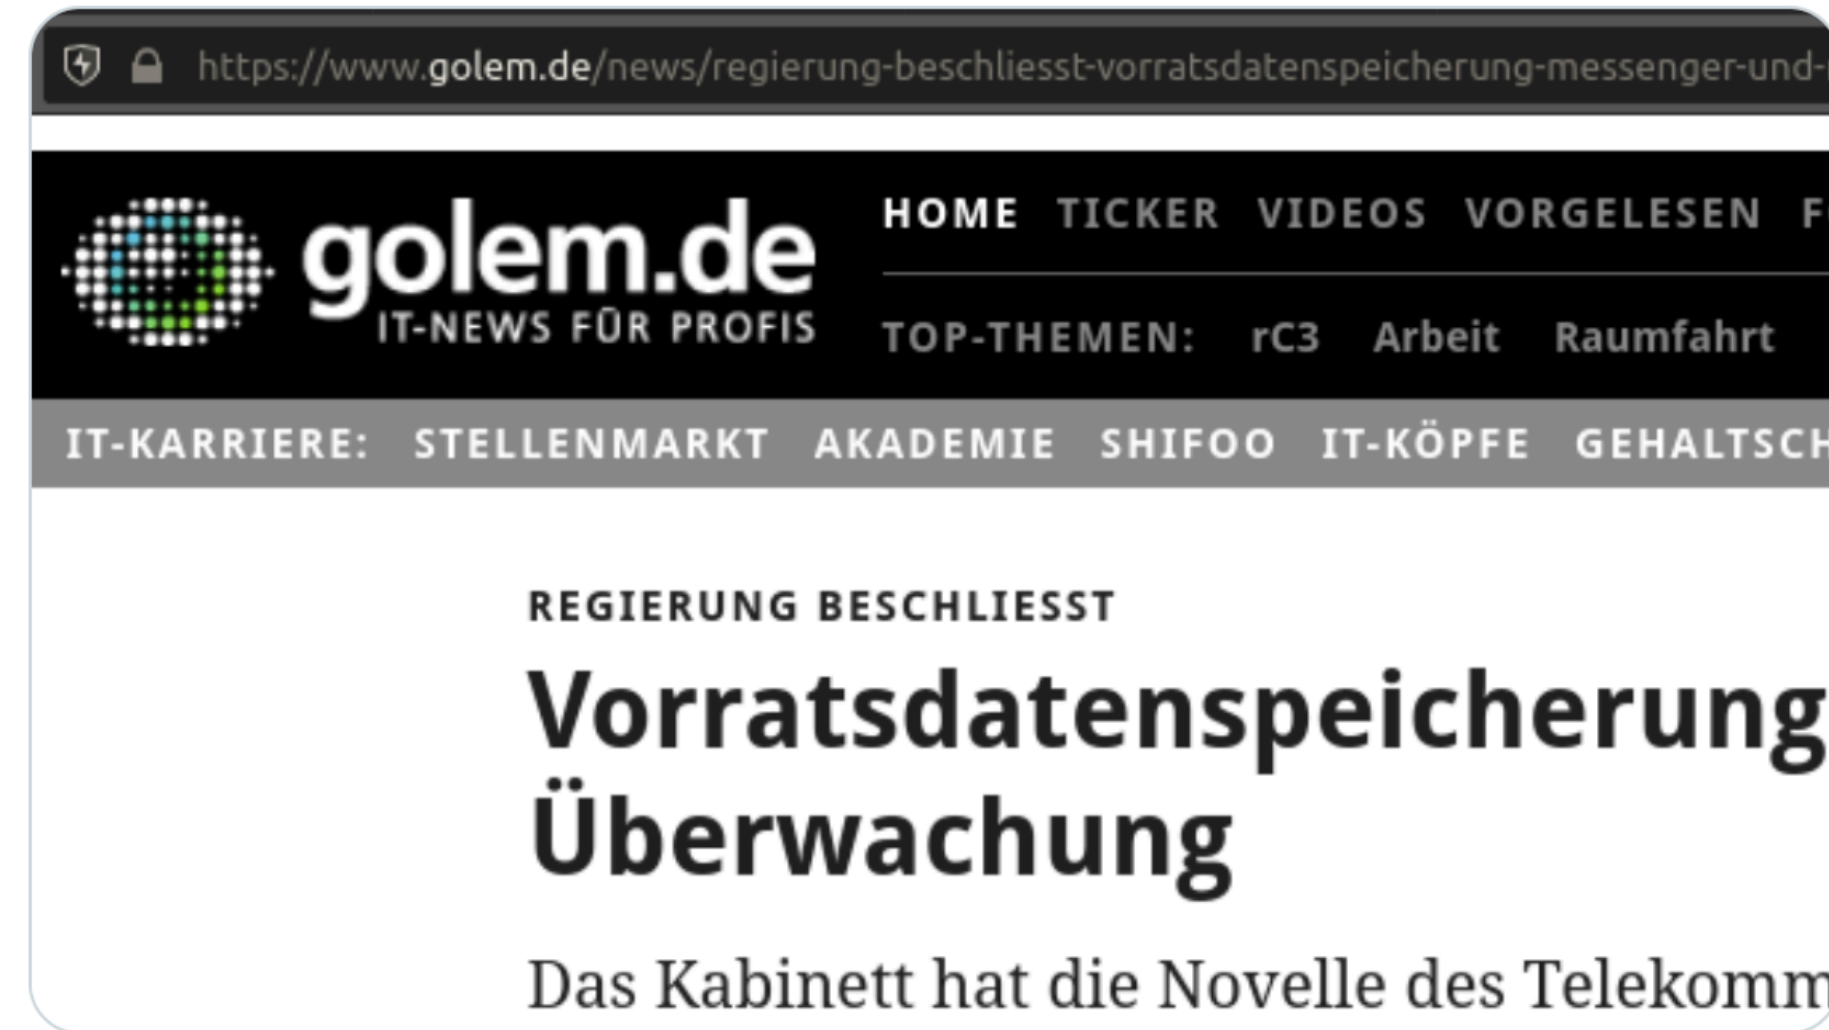 https://www.golem.de/news/regierung-beschliesst-vorratsdatenspeicherung-messenger-und-
golem.de
IT-NEWS FÜR PROFIS
HOME TICKER VIDEOS VORGELESEN
TOP-THEMEN: rC3 Arbeit Raumfahrt
IT-KARRIERE: STELLENMARKT AKADEMIE SHIFOO IT-KÖPFE GEHALTSCH
REGIERUNG BESCHLIESST
Vorratsdatenspeicherung
Überwachung
Das Kabinett hat die Novelle des Telekomm